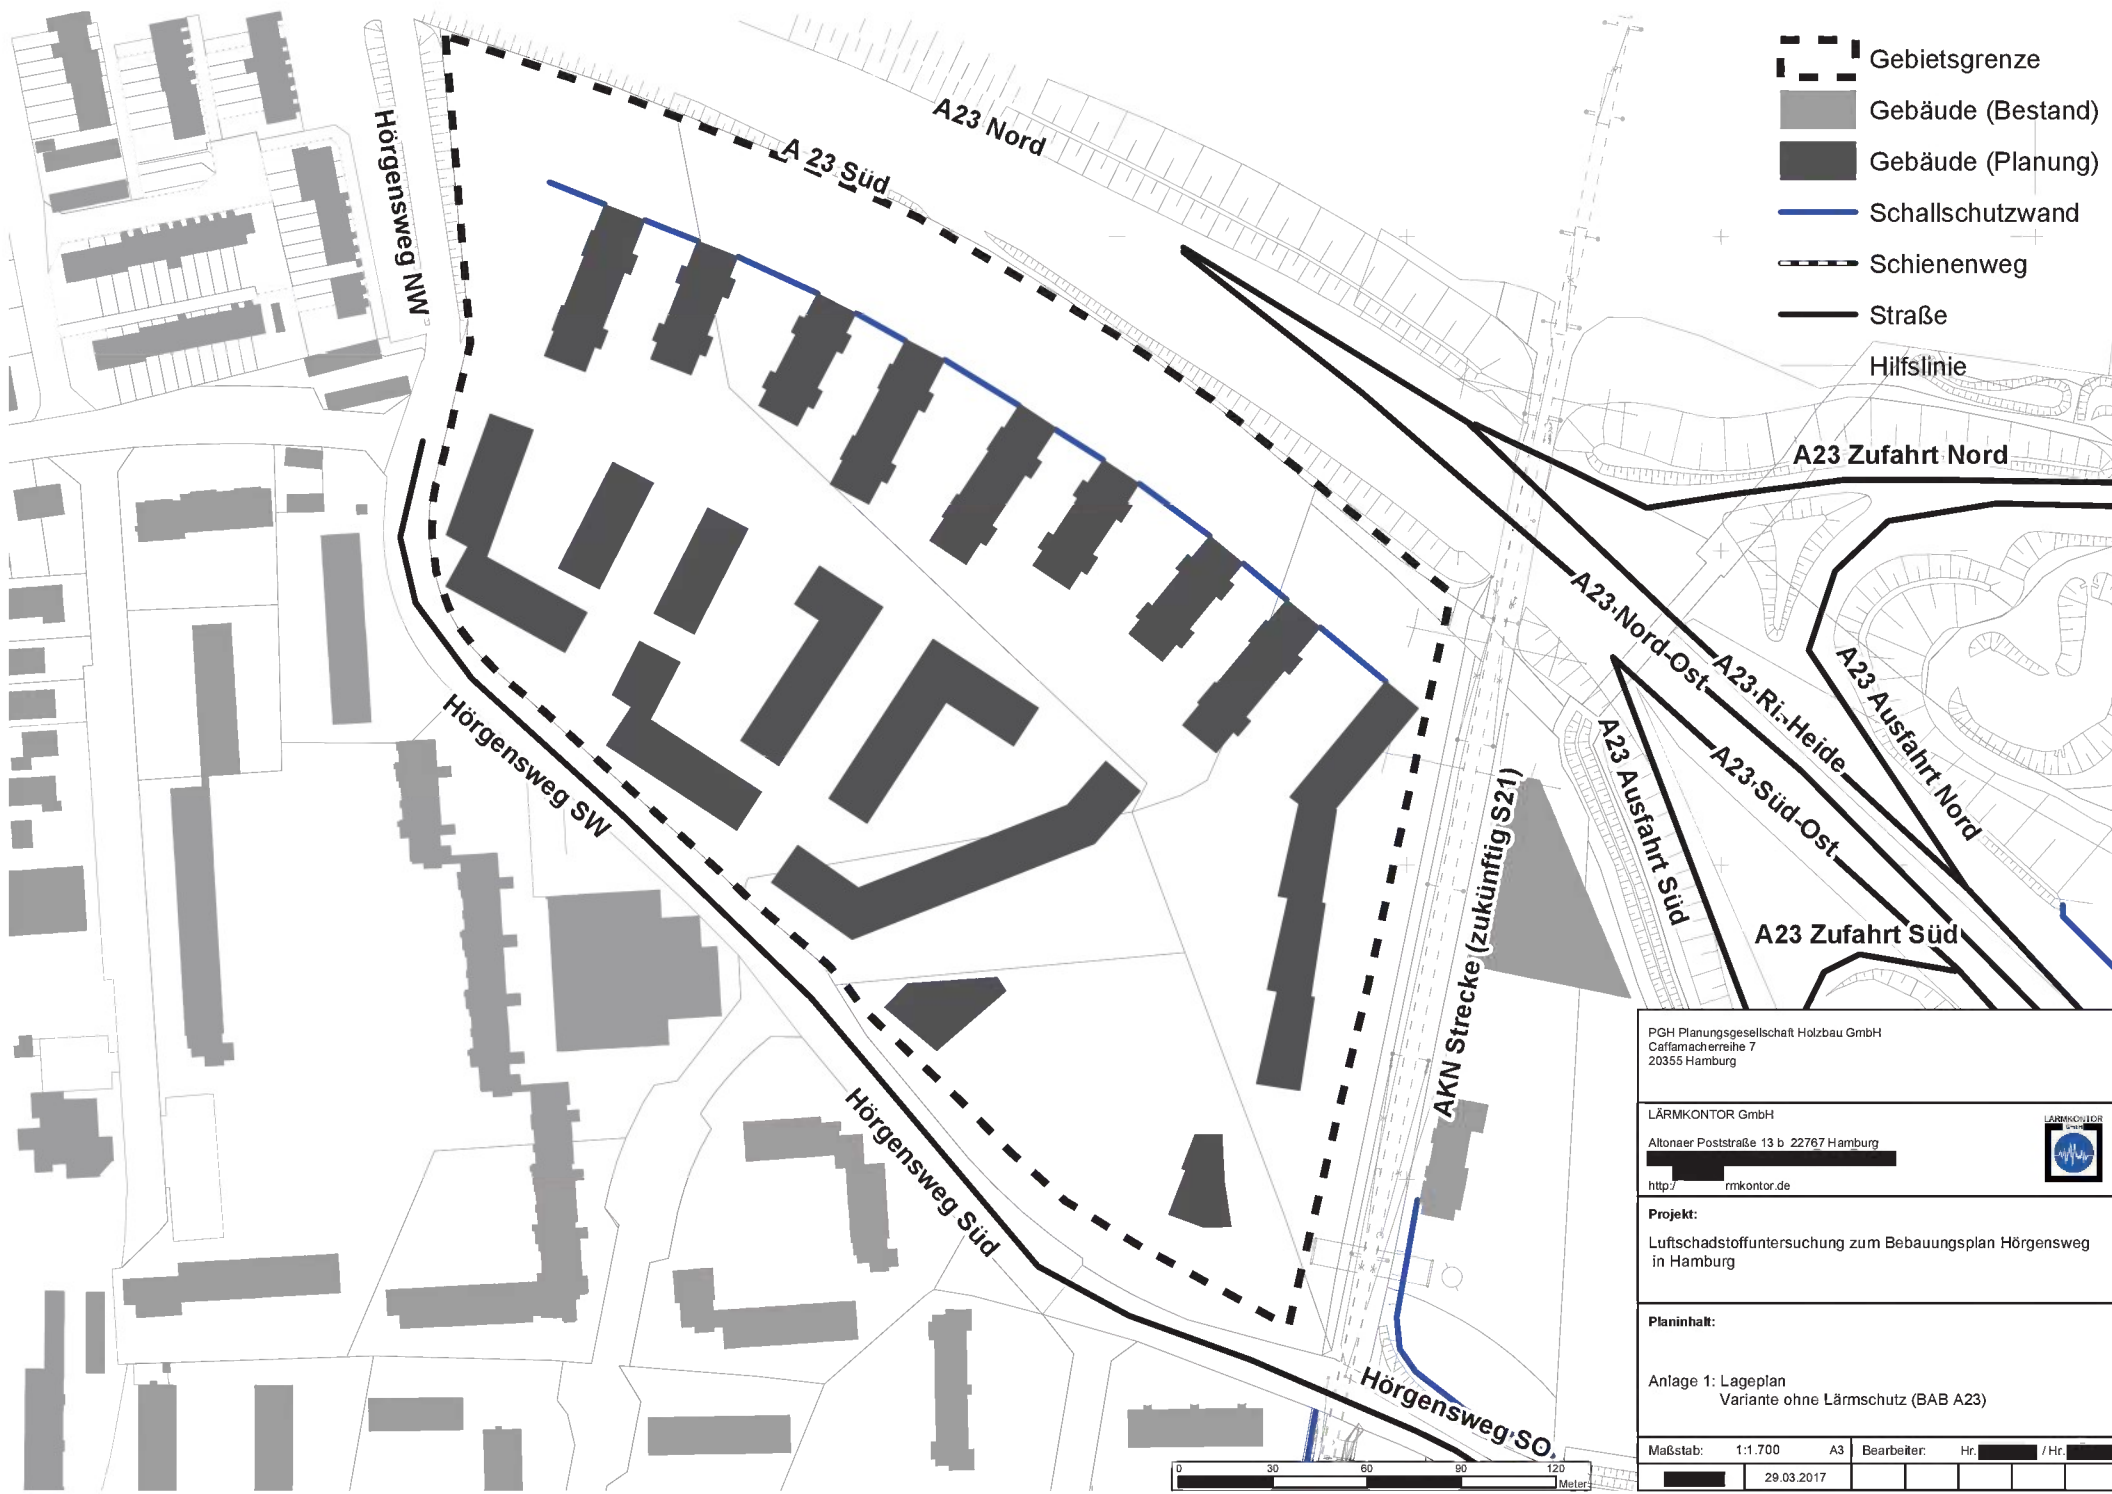 Gebietsgrenze
Gebäude (Bestand)
Gebäude (Planung)
Schallschutzwand
Schienenweg
Straße
Hilfslinie
Hörgensweg NW
A 23 Süd
A23 Nord
A23 Zufahrt Nord
A23 Nord-Ost
A23 Ri. Heide
A23 Ausfahrt Nord
A23 Süd-Ost
A23 Ausfahrt Süd
A23 Zufahrt Süd
Hörgensweg SW
AKN Strecke (zukünftig S21)
Hörgensweg Süd
Hörgensweg SO
PGH Planungsgesellschaft Holzbau GmbH
Caffamacherreihe 7
20355 Hamburg
LÄRMKONTOR GmbH
LÄRMKONTOR
GmbH
Altonaer Poststraße 13 b 22767 Hamburg
http:/ rmkontor.de
Projekt:
Luftschadstoffuntersuchung zum Bebauungsplan Hörgensweg
in Hamburg
Planinhalt:
Anlage 1: Lageplan
Variante ohne Lärmschutz (BAB A23)
Maßstab: 1:1.700 A3 Bearbeiter: Hr. / Hr.
29.03.2017
0 30 60 90 120
Meter